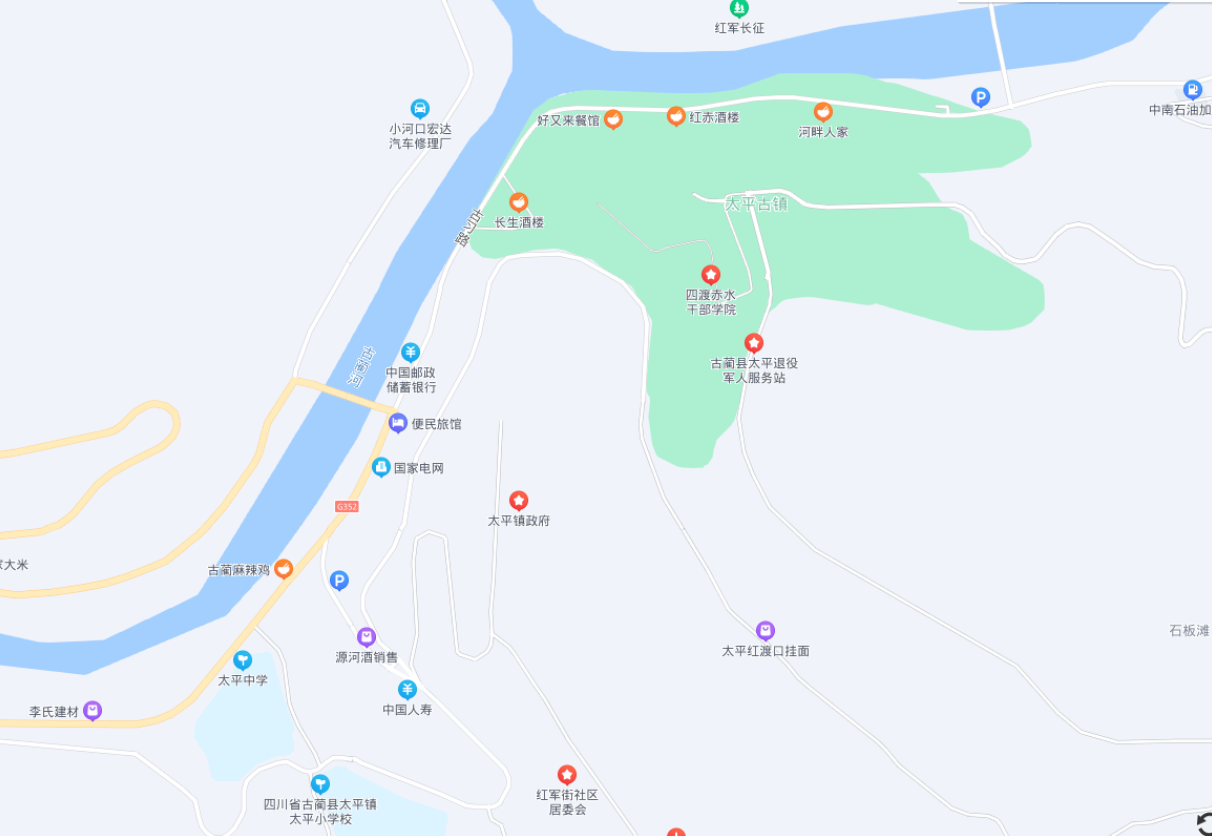 红军长征
小河口宏达
汽车修理厂
好又来餐馆
红赤酒楼
河畔人家
P
中南石油加
长生酒楼
古习路
太平古镇
四渡赤水
干部学院
古蔺县太平退役
军人服务站
古蔺河
中国邮政
储蓄银行
便民旅馆
国家电网
G352
太平镇政府
大米
古蔺麻辣鸡
P
源河酒销售
太平红渡口挂面
石板滩
太平中学
中国人寿
李氏建材
红军街社区
居委会
四川省古蔺县太平镇
太平小学校